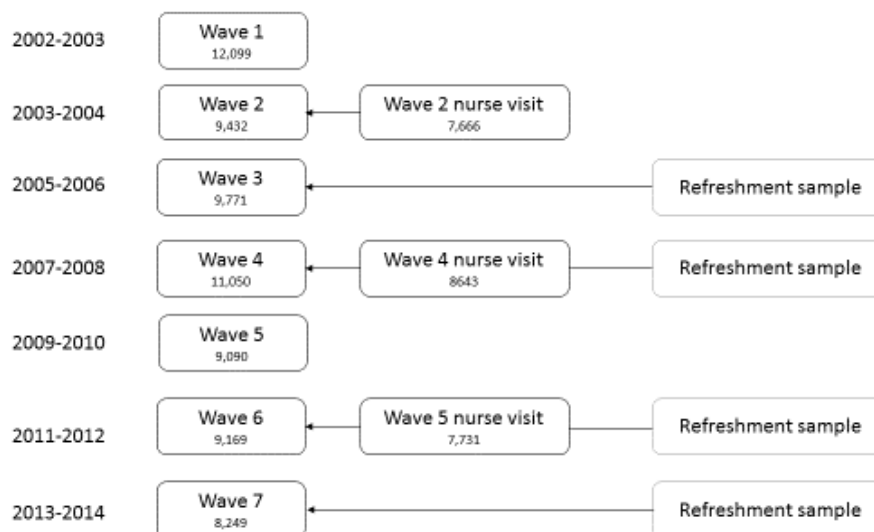 2002-2003
Wave 1
12,099
2003-2004
Wave 2
9,432
Wave 2 nurse visit
7,666
2005-2006
Wave 3
9,771
Refreshment sample
2007-2008
Wave 4
11,050
Wave 4 nurse visit
8643
Refreshment sample
2009-2010
Wave 5
9,090
2011-2012
Wave 6
9,169
Wave 5 nurse visit
7,731
Refreshment sample
2013-2014
Wave 7
8,249
Refreshment sample